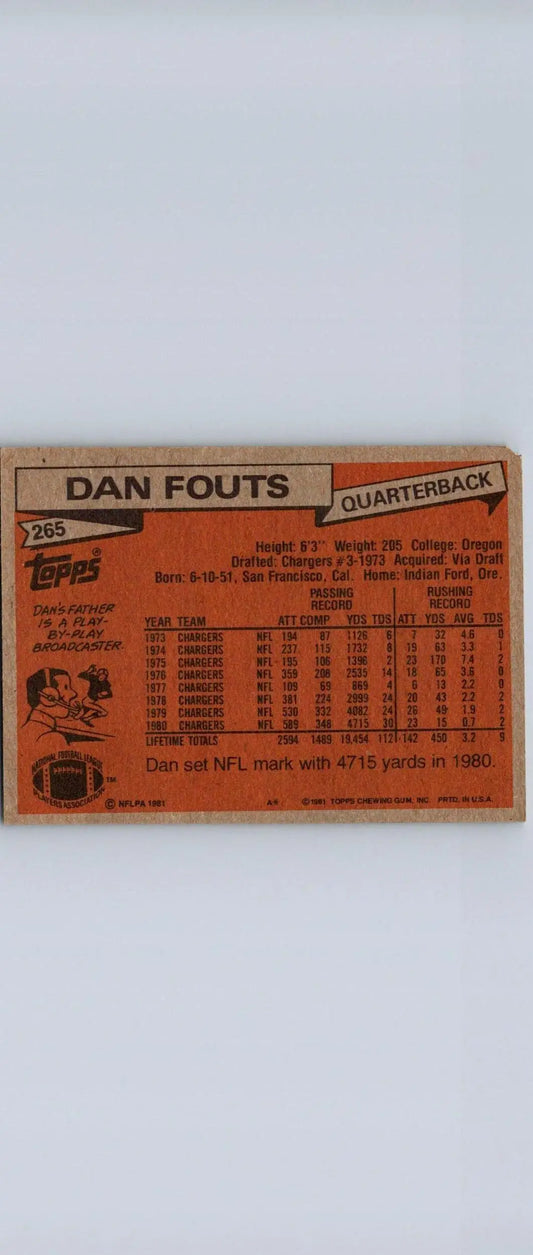 DAN FOUTS
QUARTERBACK
265
topps®
Height: 6'3" Weight: 205 College: Oregon
Drafted: Chargers #3-1973 Acquired: Via Draft
Born: 6-10-51, San Francisco, Cal. Home: Indian Ford, Ore.
DAN'S FATHER
IS A PLAY-
BY-PLAY
BROADCASTER.
PASSING RUSHING
RECORD RECORD
YEAR TEAM ATT COMP YDS TDS ATT YDS AVG TDS
1973 CHARGERS NFL 194 87 1126 6 7 32 4.6 0
1974 CHARGERS NFL 237 115 1732 8 19 63 3.3 1
1975 CHARGERS NFL 195 106 1396 2 23 170 7.4 2
1976 CHARGERS NFL 359 208 2535 14 18 65 3.6 0
1977 CHARGERS NFL 109 69 869 4 6 13 2.2 0
1978 CHARGERS NFL 381 224 2999 24 20 43 2.2 2
1979 CHARGERS NFL 530 332 4082 24 26 49 1.9 2
1980 CHARGERS NFL 589 348 4715 30 23 15 0.7 2
LIFETIME TOTALS 2594 1489 19,454 112 142 450 3.2 9
Dan set NFL mark with 4715 yards in 1980.
NATIONAL FOOTBALL LEAGUE
PLAYERS ASSOCIATION
TM
© NFLPA 1981
A*
©1981 TOPPS CHEWING GUM, INC. PRTD. IN U.S.A.